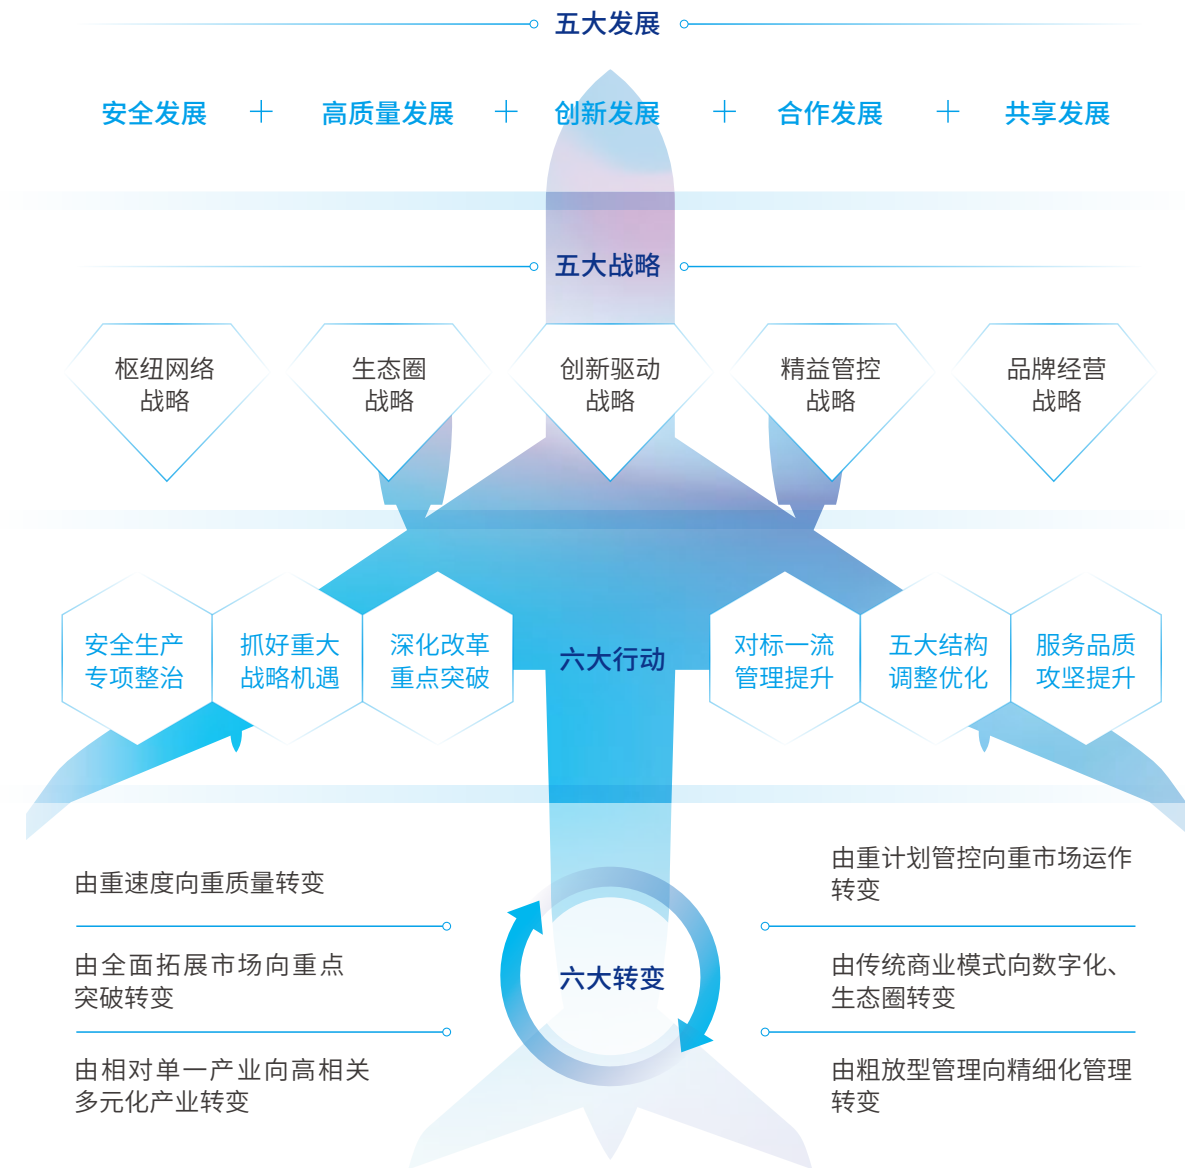 五大发展
安全发展 + 高质量发展 + 创新发展 + 合作发展 + 共享发展
五大战略
枢纽网络
战略
生态圈
战略
创新驱动
战略
精益管控
战略
品牌经营
战略
安全生产
专项整治
抓好重大
战略机遇
深化改革
重点突破
六大行动
对标一流
管理提升
五大结构
调整优化
服务品质
攻坚提升
六大转变
由重速度向重质量转变
由全面拓展市场向重点
突破转变
由相对单一产业向高相关
多元化产业转变
由重计划管控向重市场运作
转变
由传统商业模式向数字化、
生态圈转变
由粗放型管理向精细化管理
转变